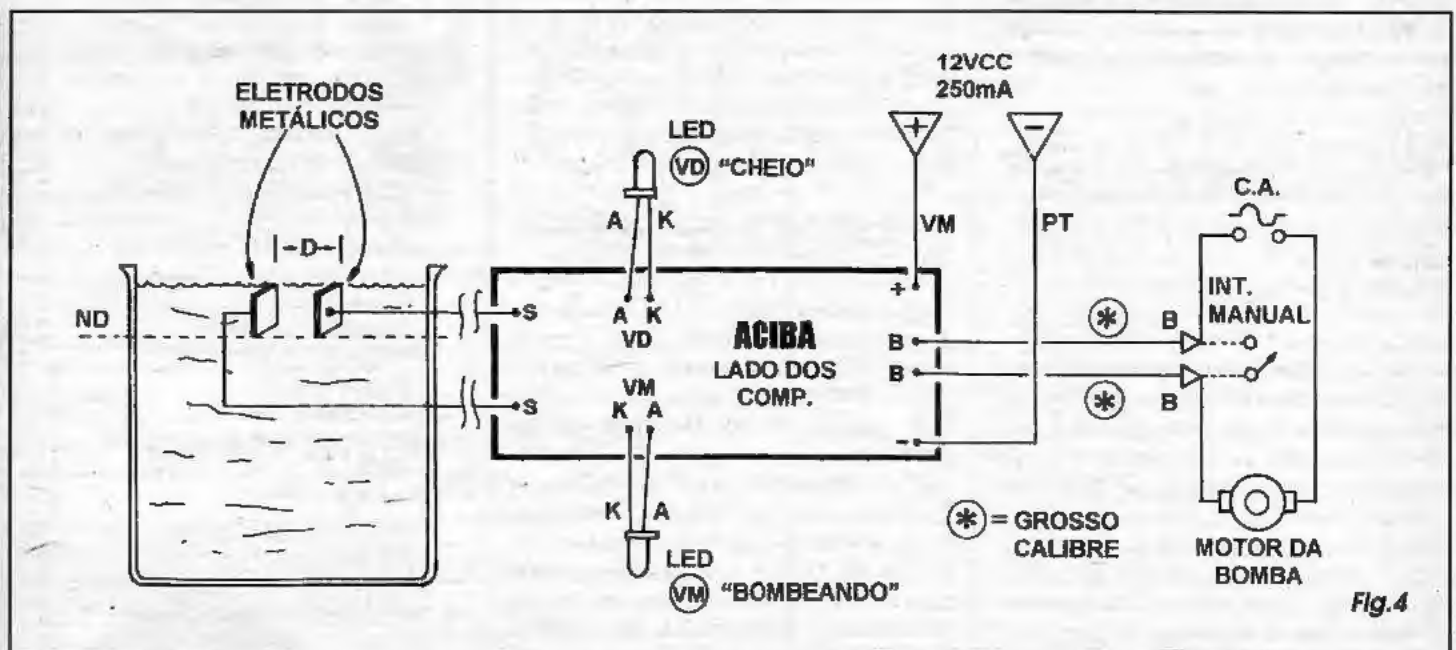 ELETRODOS
METÁLICOS
|-D-|
ND
LED
VD "CHEIO"
A K
12VCC
250mA
+
-
VM
PT
S
S
A K
VD
VM
K A
ACIBA
LADO DOS
COMP.
+
B
B
-
K A
LED
VM "BOMBEANDO"
* B
* B
C.A.
INT.
MANUAL
* = GROSSO
CALIBRE
MOTOR DA
BOMBA
Fig.4